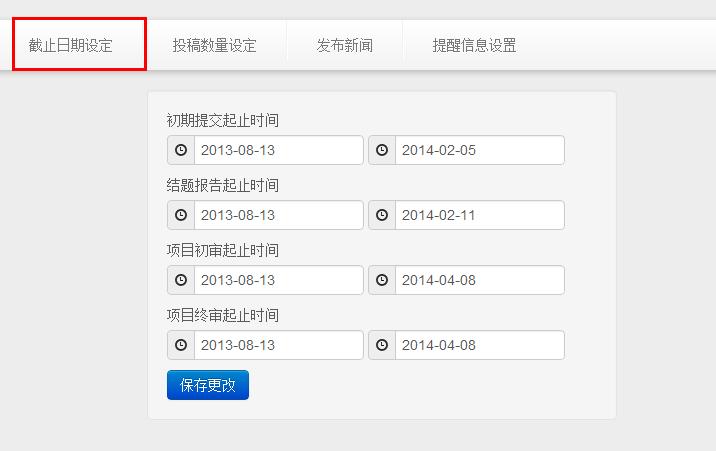 截止日期设定 投稿数量设定 发布新闻 提醒信息设置
初期提交起止时间
2013-08-13 2014-02-05
结题报告起止时间
2013-08-13 2014-02-11
项目初审起止时间
2013-08-13 2014-04-08
项目终审起止时间
2013-08-13 2014-04-08
保存更改